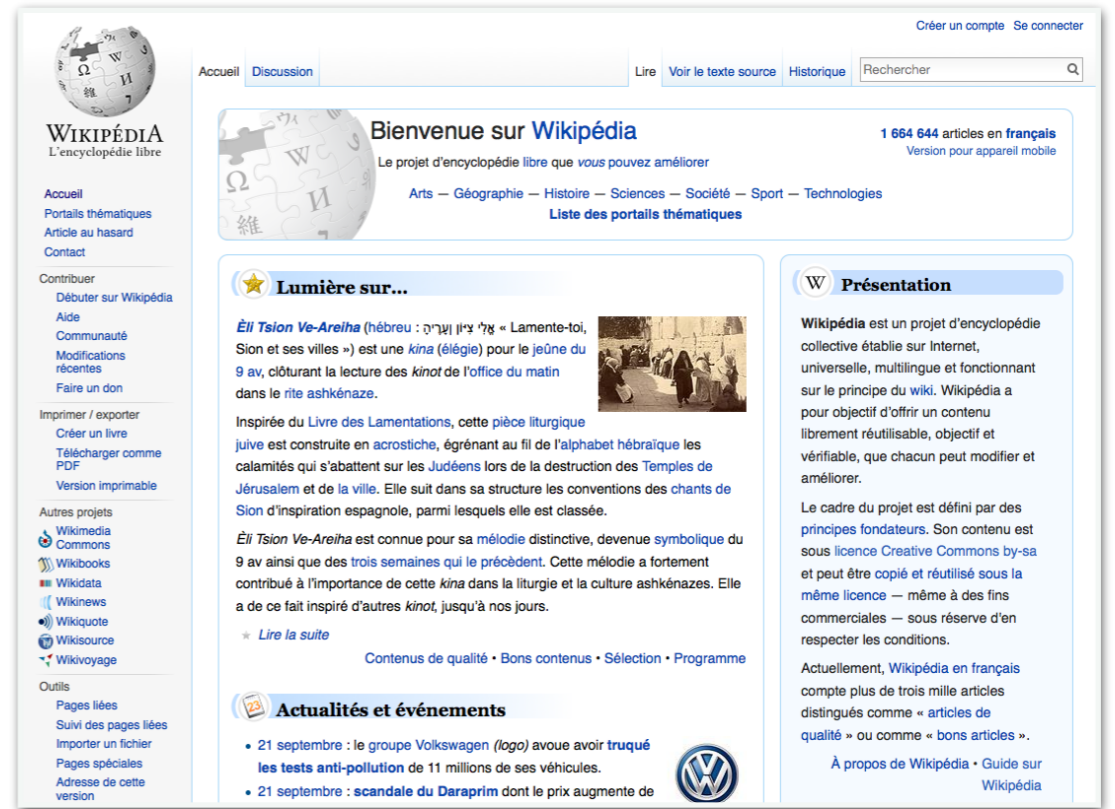 Créer un compte Se connecter
WIKIPÉDIA
L'encyclopédie libre
Accueil Discussion Lire Voir le texte source Historique Rechercher
Accueil
Portails thématiques
Article au hasard
Contact
Contribuer
Débuter sur Wikipédia
Aide
Communauté
Modifications
récentes
Faire un don
Imprimer / exporter
Créer un livre
Télécharger comme
PDF
Version imprimable
Autres projets
Wikimedia
Commons
Wikibooks
Wikidata
Wikinews
Wikiquote
Wikisource
Wikivoyage
Outils
Pages liées
Suivi des pages liées
Importer un fichier
Pages spéciales
Adresse de cette
version
Bienvenue sur Wikipédia
Le projet d'encyclopédie libre que vous pouvez améliorer
1 664 644 articles en français
Version pour appareil mobile
Arts — Géographie — Histoire — Sciences — Société — Sport — Technologies
Liste des portails thématiques
Lumière sur...
Èli Tsion Ve-Areiha (hébreu : אֱלִי צִיּוֹן וְעָרֶיהָ « Lamente-toi,
Sion et ses villes ») est une kina (élégie) pour le jeûne du
9 av, clôturant la lecture des kinot de l'office du matin
dans le rite ashkénaze.
Inspirée du Livre des Lamentations, cette pièce liturgique
juive est construite en acrostiche, égrénant au fil de l'alphabet hébraïque les
calamités qui s'abattent sur les Judéens lors de la destruction des Temples de
Jérusalem et de la ville. Elle suit dans sa structure les conventions des chants de
Sion d'inspiration espagnole, parmi lesquels elle est classée.
Èli Tsion Ve-Areiha est connue pour sa mélodie distinctive, devenue symbolique du
9 av ainsi que des trois semaines qui le précèdent. Cette mélodie a fortement
contribué à l'importance de cette kina dans la liturgie et la culture ashkénazes. Elle
a de ce fait inspiré d'autres kinot, jusqu'à nos jours.
Lire la suite
Contenus de qualité • Bons contenus • Sélection • Programme
23 Actualités et événements
• 21 septembre : le groupe Volkswagen (logo) avoue avoir truqué
les tests anti-pollution de 11 millions de ses véhicules.
• 21 septembre : scandale du Daraprim dont le prix augmente de
W Présentation
Wikipédia est un projet d'encyclopédie
collective établie sur Internet,
universelle, multilingue et fonctionnant
sur le principe du wiki. Wikipédia a
pour objectif d'offrir un contenu
librement réutilisable, objectif et
vérifiable, que chacun peut modifier et
améliorer.
Le cadre du projet est défini par des
principes fondateurs. Son contenu est
sous licence Creative Commons by-sa
et peut être copié et réutilisé sous la
même licence — même à des fins
commerciales — sous réserve d'en
respecter les conditions.
Actuellement, Wikipédia en français
compte plus de trois mille articles
distingués comme « articles de
qualité » ou comme « bons articles ».
À propos de Wikipédia • Guide sur
Wikipédia